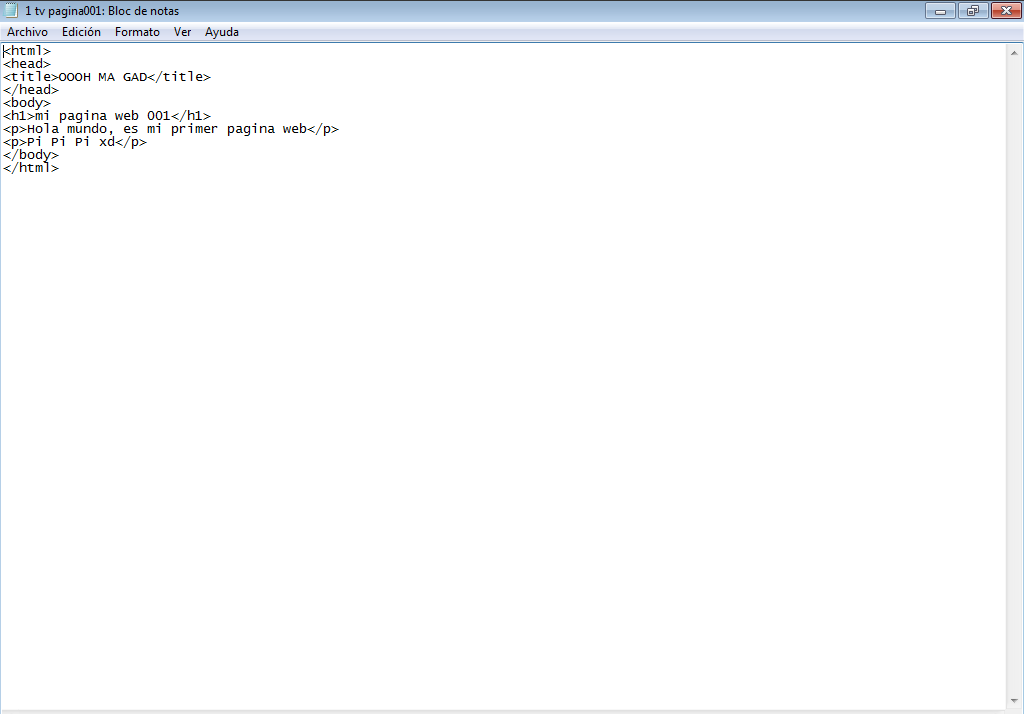 1 tv pagina001: Bloc de notas
Archivo Edición Formato Ver Ayuda
<html>
<head>
<title>OOOH MA GAD</title>
</head>
<body>
<h1>mi pagina web 001</h1>
<p>Hola mundo, es mi primer pagina web</p>
<p>Pi Pi Pi xd</p>
</body>
</html>